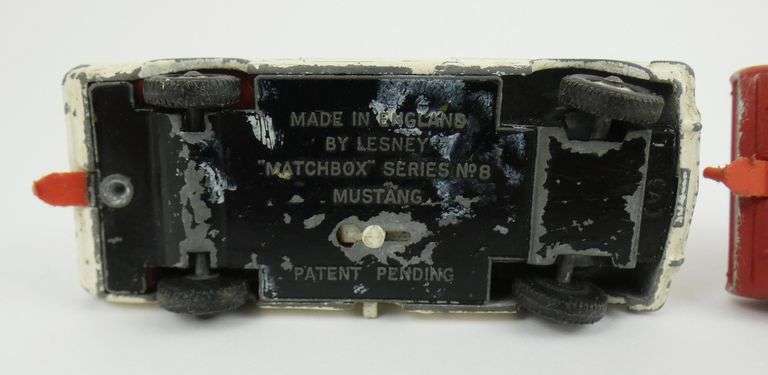 MADE IN ENGLAND
BY LESNEY
"MATCHBOX" SERIES Nº8
MUSTANG
PATENT PENDING